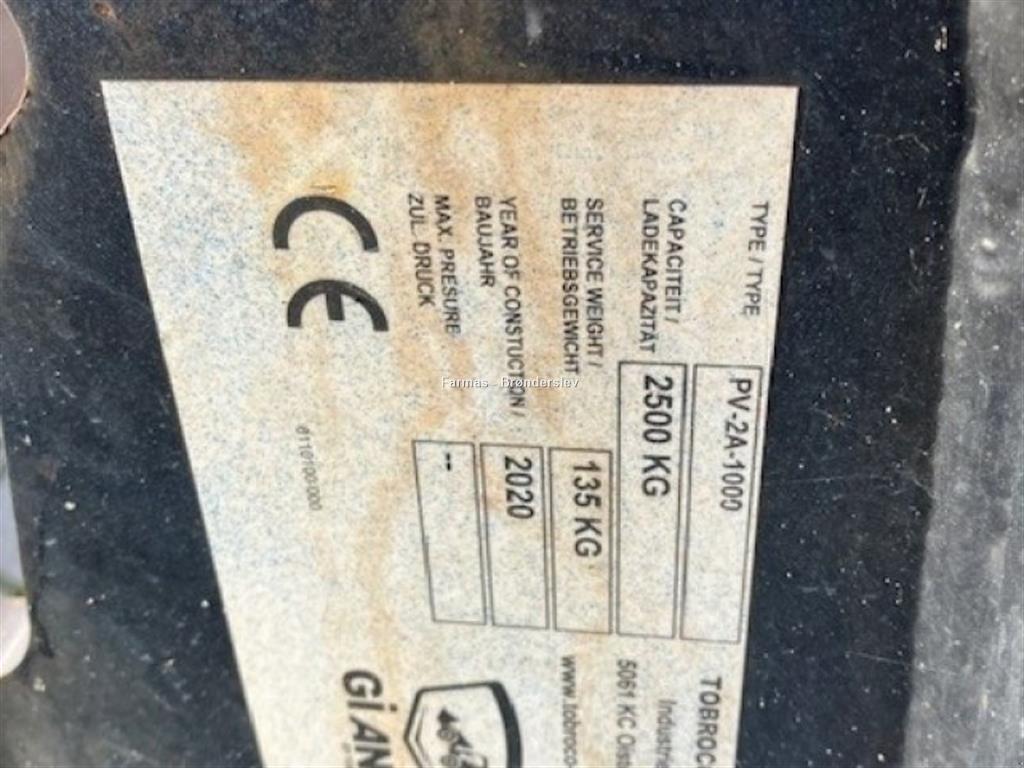 TYPE / TYPE PV-2A-1000
CAPACITEIT /
LADEKAPAZITÄT 2500 KG
SERVICE WEIGHT /
BETRIEBSGEWICHT 135 KG
YEAR OF CONSTUCTION /
BAUJAHR 2020
MAX. PRESURE
ZUL. DRUCK --
CE
TOBROC
Industrie
5061 KC Oist
www.tobroco-
GiAN
Farmas - Brønderslev